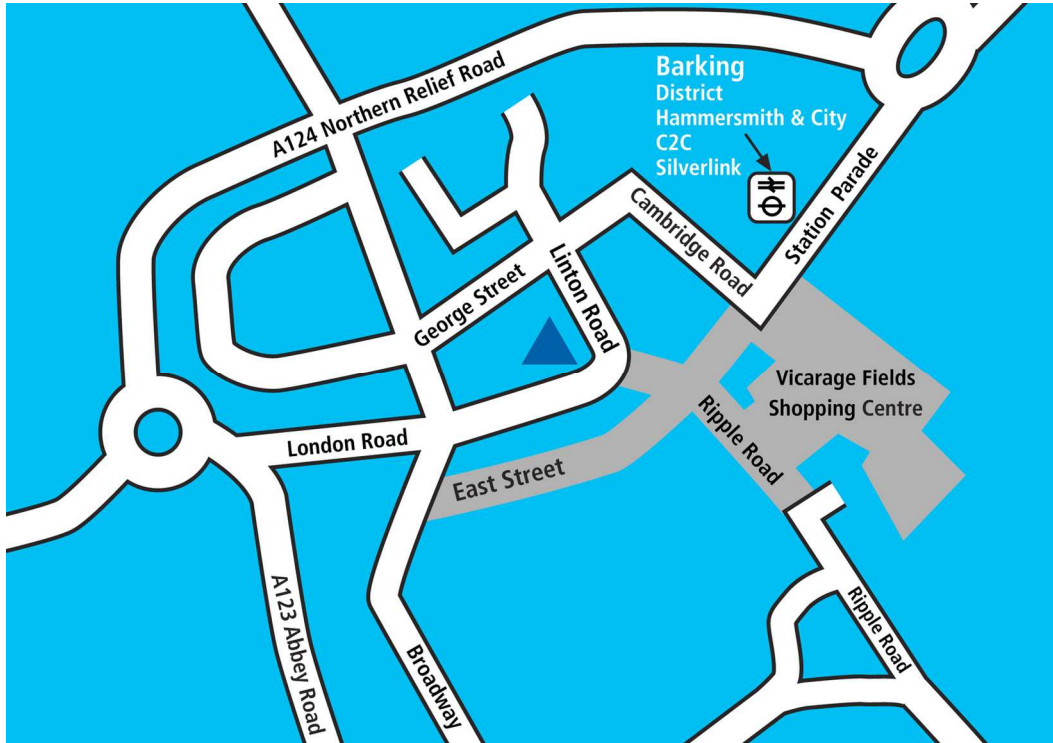 A124 Northern Relief Road
Barking
District
Hammersmith & City
C2C
Silverlink
Station Parade
Cambridge Road
Linton Road
George Street
Vicarage Fields
Shopping Centre
Ripple Road
London Road
East Street
A123 Abbey Road
Broadway
Ripple Road